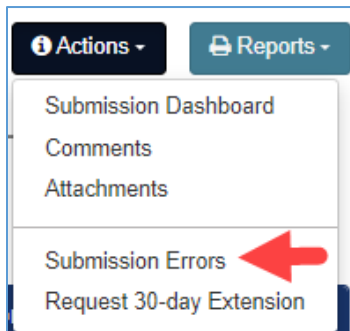 Actions
Reports
Submission Dashboard
Comments
Attachments
Submission Errors
Request 30-day Extension